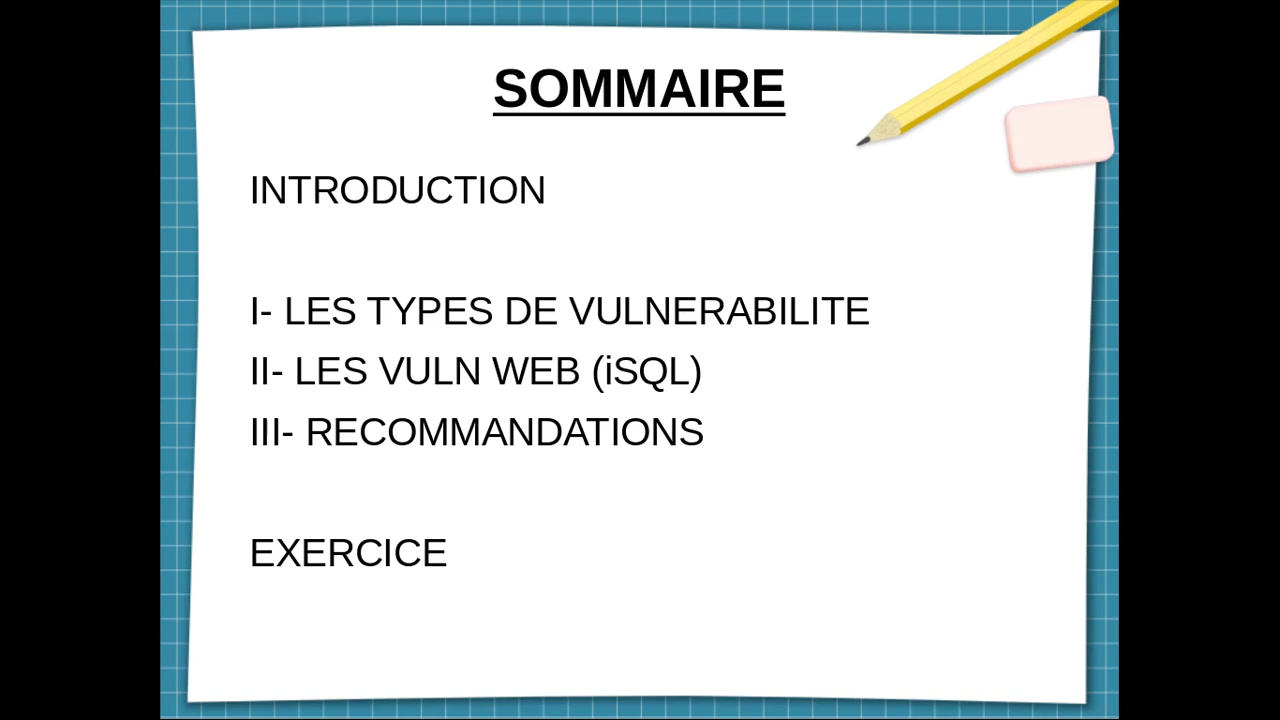 SOMMAIRE
INTRODUCTION
I- LES TYPES DE VULNERABILITE
II- LES VULN WEB (iSQL)
III- RECOMMANDATIONS
EXERCICE